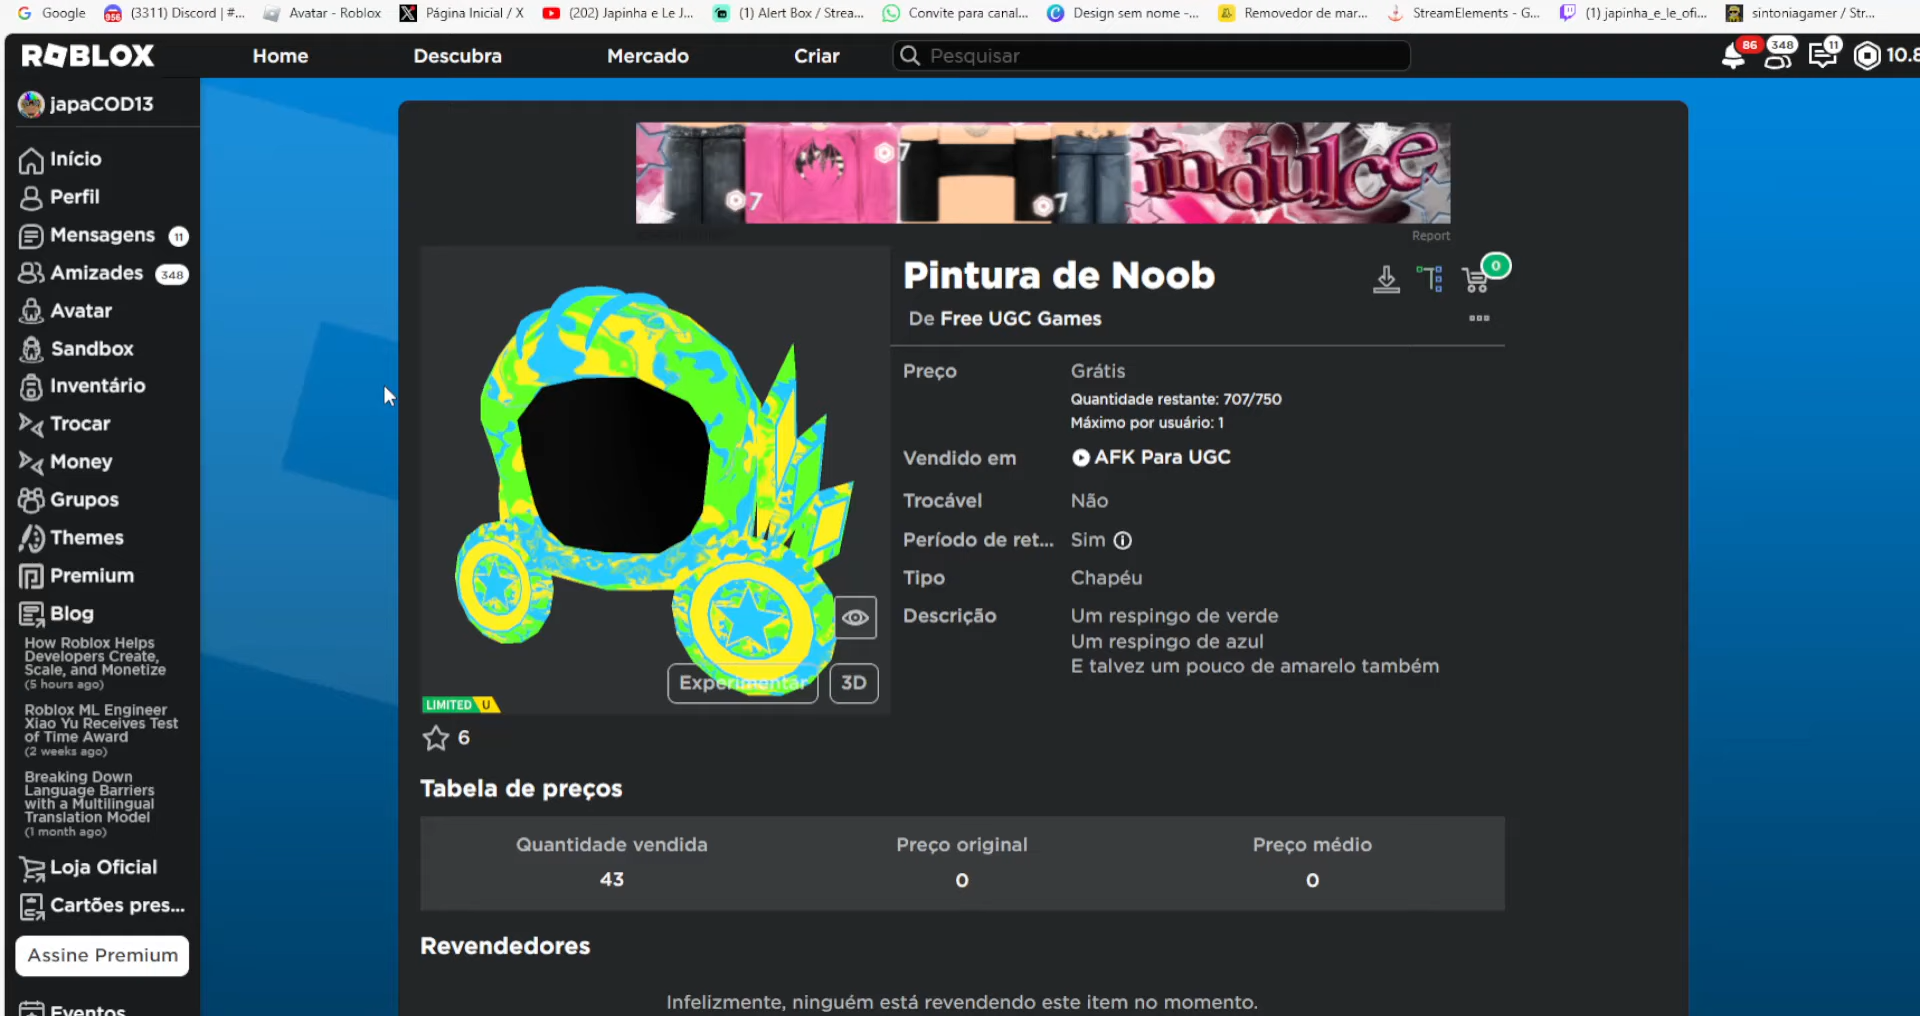 Google
(3311) Discord | #...
Avatar - Roblox
Página Inicial / X
(202) Japinha e Le J...
(1) Alert Box / Strea...
Convite para canal...
Design sem nome -...
Removedor de mar...
StreamElements - G...
(1) japinha_e_le_ofi...
sintoniagamer / Str...
ROBLOX
Home
Descubra
Mercado
Criar
Pesquisar
86
348
11
10.8
japaCOD13
Início
Perfil
Mensagens 11
Amizades 348
Avatar
Sandbox
Inventário
Trocar
Money
Grupos
Themes
Premium
Blog
How Roblox Helps
Developers Create,
Scale, and Monetize
(5 hours ago)
Roblox ML Engineer
Xiao Yu Receives Test
of Time Award
(2 weeks ago)
Breaking Down
Language Barriers
with a Multilingual
Translation Model
(1 month ago)
Loja Oficial
Cartões pres...
Assine Premium
Eventos
7
7
7
indulce
Report
Pintura de Noob
0
De Free UGC Games
Preço Grátis
Quantidade restante: 707/750
Máximo por usuário: 1
Vendido em AFK Para UGC
Trocável Não
Período de ret... Sim
Tipo Chapéu
Descrição Um respingo de verde
Um respingo de azul
E talvez um pouco de amarelo também
Experimentar
3D
LIMITED U
6
Tabela de preços
Quantidade vendida Preço original Preço médio
43 0 0
Revendedores
Infelizmente, ninguém está revendendo este item no momento.